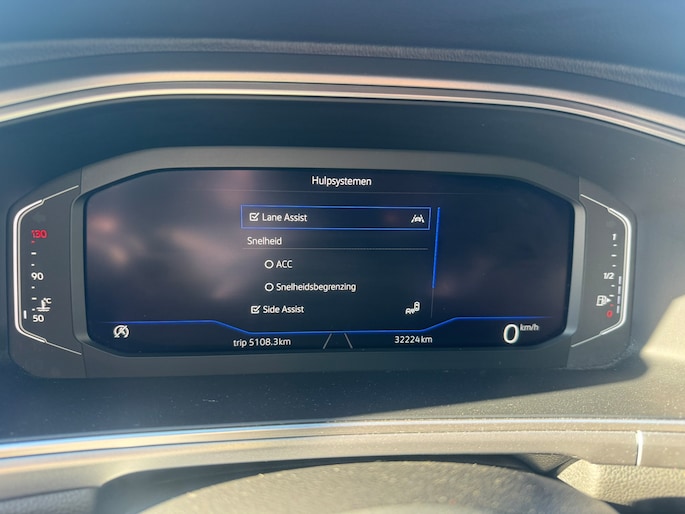 Hulpsystemen
Lane Assist
Snelheid
ACC
Snelheidsbegrenzing
Side Assist
130
90
50
°C
1
1/2
0
trip 5108.3km
32224km
0 km/h